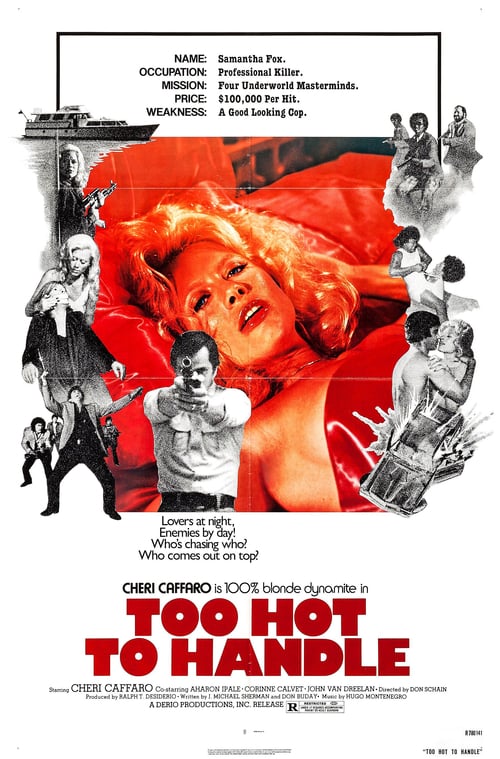 NAME: Samantha Fox.
OCCUPATION: Professional Killer.
MISSION: Four Underworld Masterminds.
PRICE: $100,000 Per Hit.
WEAKNESS: A Good Looking Cop.
Lovers at night,
Enemies by day!
Who's chasing who?
Who comes out on top?
CHERI CAFFARO is 100% blonde dynamite in
TOO HOT
TO HANDLE
Starring CHERI CAFFARO Co-starring AHARON IPALE · CORINNE CALVET · JOHN VAN DREELAN · Directed by DON SCHAIN
Produced by RALPH T. DESIDERIO · Written by J. MICHAEL SHERMAN and DON BUDAY · Music by HUGO MONTENEGRO
A DERIO PRODUCTIONS, INC. RELEASE R RESTRICTED
R780141
"TOO HOT TO HANDLE"